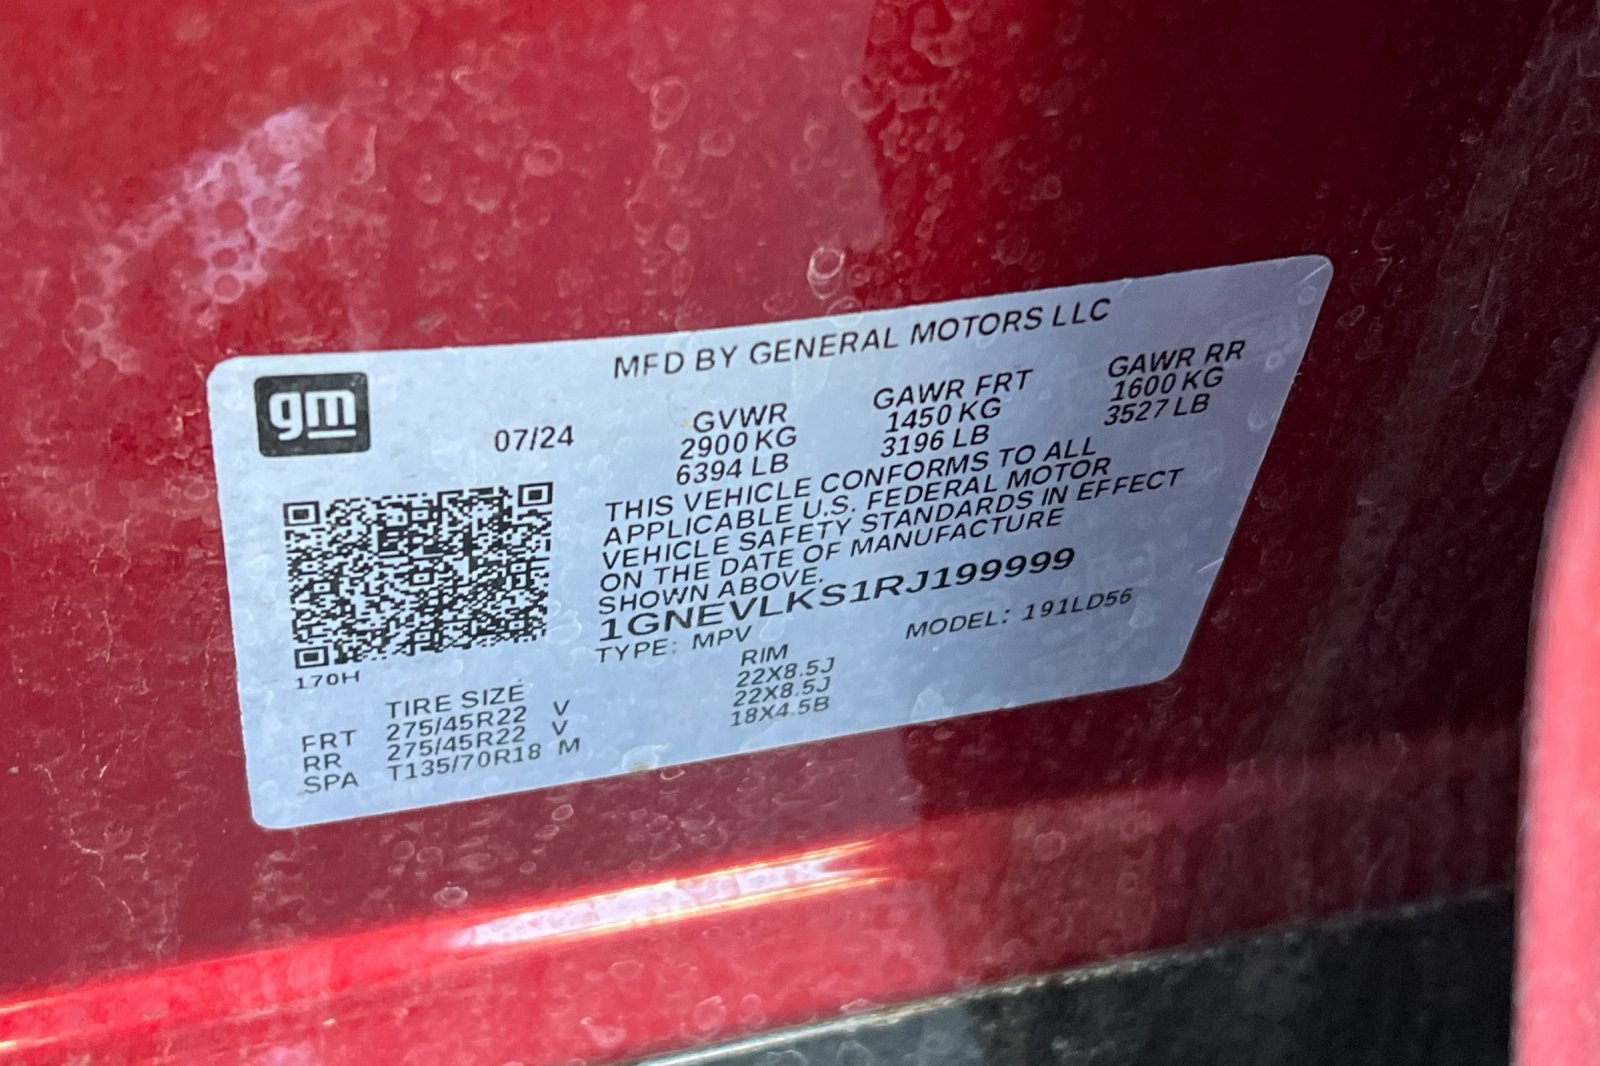 MFD BY GENERAL MOTORS LLC
gm
07/24
GVWR GAWR FRT GAWR RR
2900 KG 1450 KG 1600 KG
6394 LB 3196 LB 3527 LB
THIS VEHICLE CONFORMS TO ALL
APPLICABLE U.S. FEDERAL MOTOR
VEHICLE SAFETY STANDARDS IN EFFECT
ON THE DATE OF MANUFACTURE
SHOWN ABOVE.
1GNEVLKS1RJ199999
TYPE: MPV MODEL: 191LD56
170H
TIRE SIZE RIM
FRT 275/45R22 V 22X8.5J
RR 275/45R22 V 22X8.5J
SPA T135/70R18 M 18X4.5B